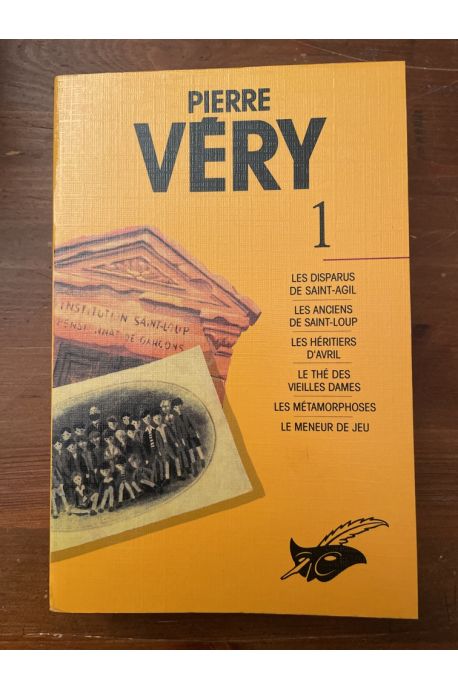 PIERRE
VÉRY
1
LES DISPARUS
DE SAINT-AGIL
LES ANCIENS
DE SAINT-LOUP
LES HÉRITIERS
D'AVRIL
LE THÉ DES
VIEILLES DAMES
LES MÉTAMORPHOSES
LE MENEUR DE JEU
INSTITUTION SAINT-LOUP
PENSIONNAT DE GARÇONS